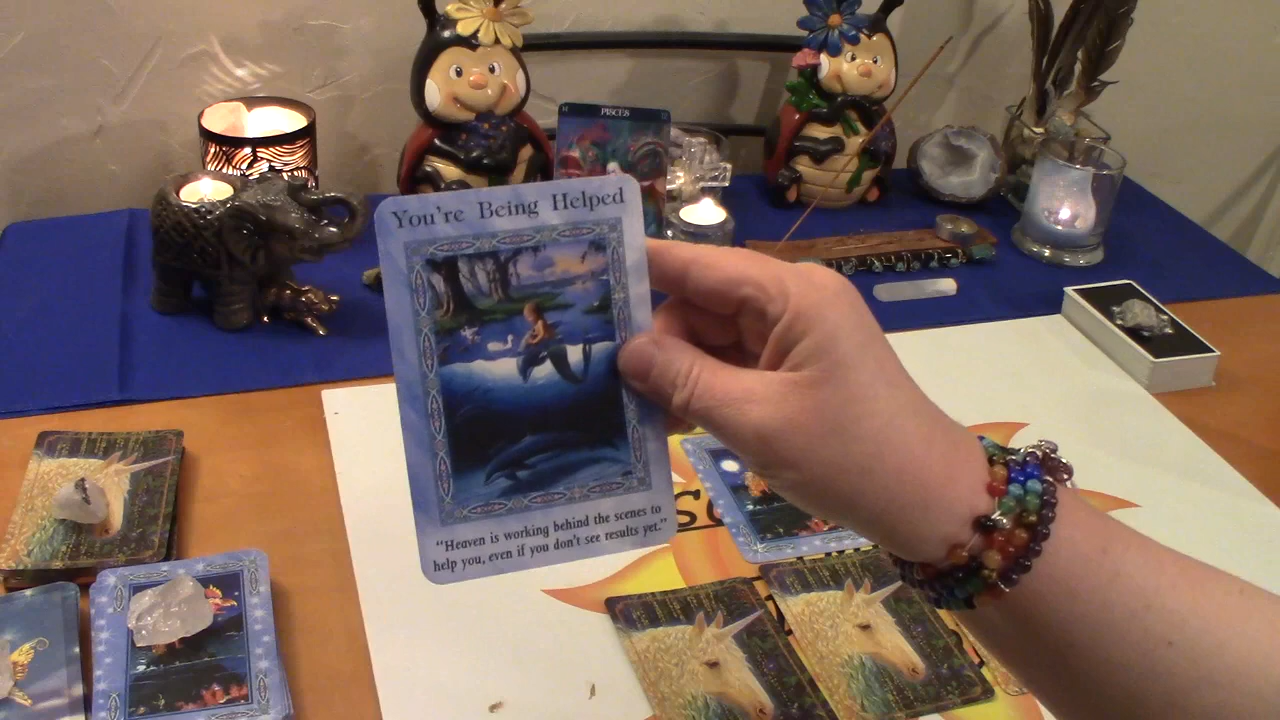 PISCES
You're Being Helped
"Heaven is working behind the scenes to
help you, even if you don't see results yet."